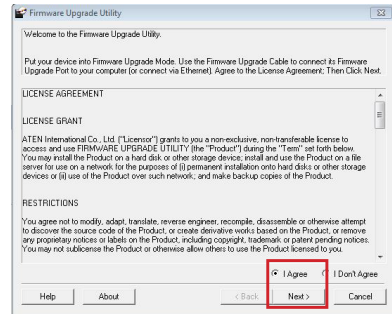 Firmware Upgrade Utility
Welcome to the Firmware Upgrade Utility.
Put your device into Firmware Upgrade Mode. Use the Firmware Upgrade Cable to connect its Firmware
Upgrade Port to your computer (or connect via Ethernet). Agree to the License Agreement; Then Click Next.
LICENSE AGREEMENT
LICENSE GRANT
ATEN International Co., Ltd. ["Licensor"] grants to you a non-exclusive, non-transferable license to
access and use FIRMWARE UPGRADE UTILITY (the "Product") during the "Term" set forth below.
You may install the Product on a hard disk or other storage device; install and use the Product on a file
server for use on a network for the purposes of (i) permanent installation onto hard disks or other storage
devices or (ii) use of the Product over such network; and make backup copies of the Product.
RESTRICTIONS
You agree not to modify, adapt, translate, reverse engineer, recompile, disassemble or otherwise attempt
to discover the source code of the Product, or create derivative works based on the Product, or remove
any proprietary notices or labels on the Product, including copyright, trademark or patent pending notices.
You may not sublicense the Product or otherwise allow others to use the Product licensed to you.
I Agree I Don't Agree
Help About < Back Next > Cancel